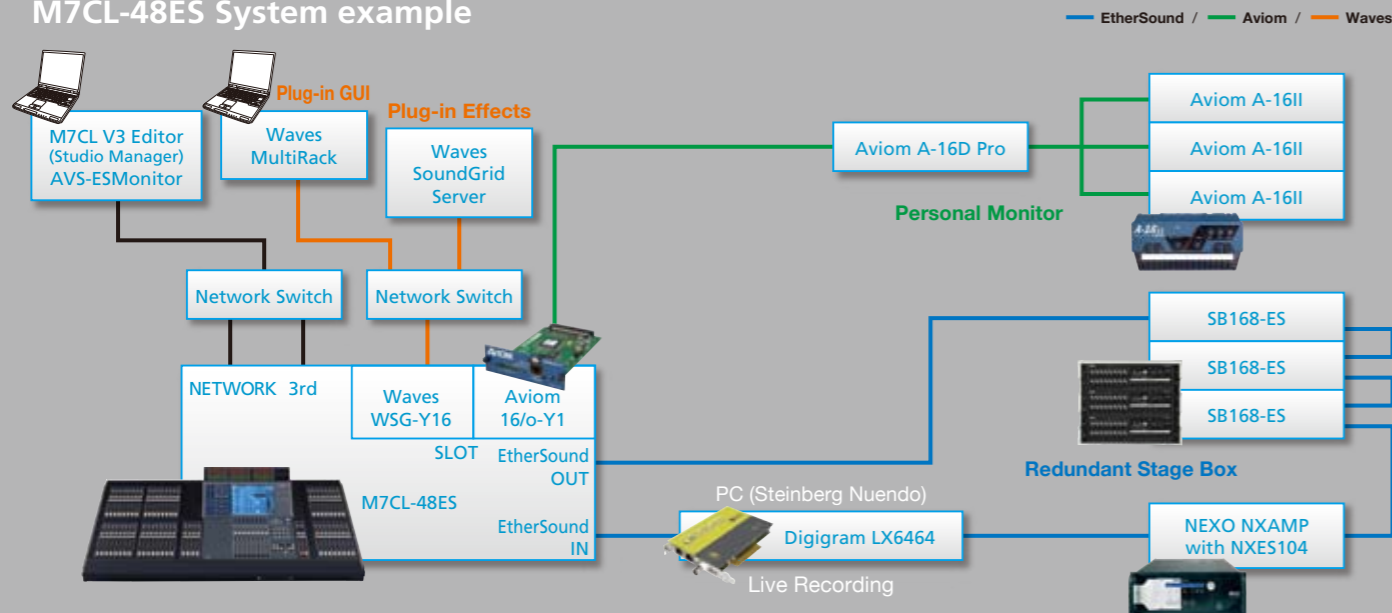 M7CL-48ES System example
EtherSound / Aviom / Waves
Plug-in GUI
Plug-in Effects
M7CL V3 Editor
(Studio Manager)
AVS-ESMonitor
Waves
MultiRack
Waves
SoundGrid
Server
Aviom A-16D Pro
Aviom A-16II
Aviom A-16II
Aviom A-16II
Personal Monitor
Network Switch
Network Switch
NETWORK 3rd
Waves
WSG-Y16
Aviom
16/o-Y1
SLOT
EtherSound
OUT
M7CL-48ES
EtherSound
IN
SB168-ES
SB168-ES
SB168-ES
Redundant Stage Box
PC (Steinberg Nuendo)
Digigram LX6464
Live Recording
NEXO NXAMP
with NXES104